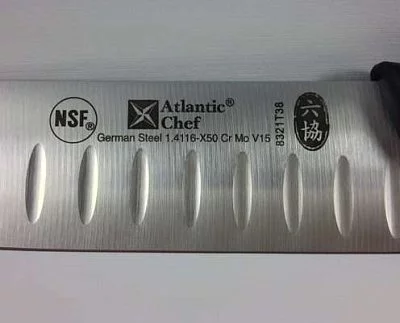 NSF®
Atlantic®
Chef
German Steel 1.4116-X50 Cr Mo V15
8321T38
六協